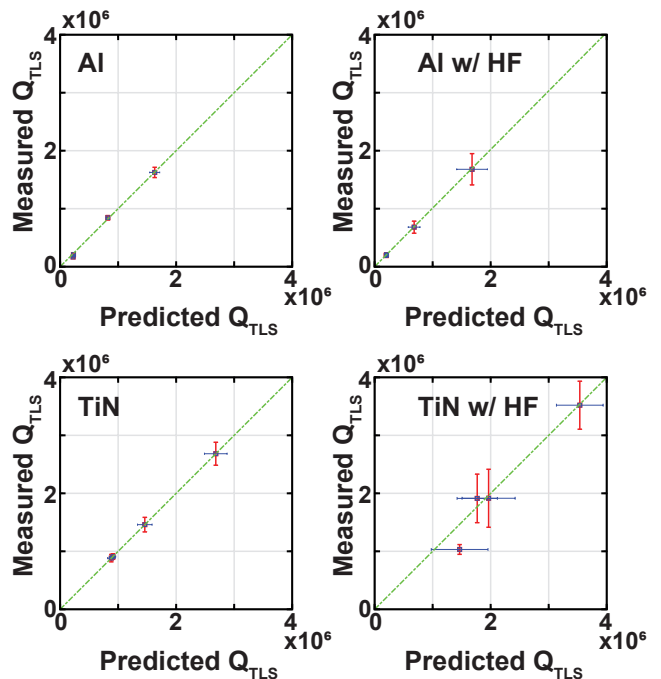 x10⁶
x10⁶
4
Al
2
0
0
2
4
x10⁶
Measured Q_TLS
Predicted Q_TLS
4
Al w/ HF
2
0
0
2
4
x10⁶
Measured Q_TLS
Predicted Q_TLS
x10⁶
x10⁶
4
TiN
2
0
0
2
4
x10⁶
Measured Q_TLS
Predicted Q_TLS
4
TiN w/ HF
2
0
0
2
4
x10⁶
Measured Q_TLS
Predicted Q_TLS